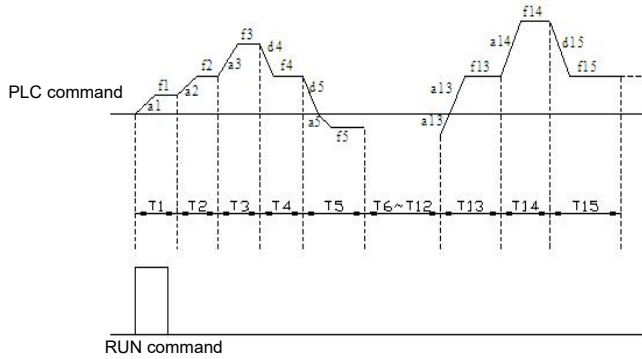 f14
f3
d4
a14
d15
f2
a3
f4
f13
f15
f1
a2
d5
a13
PLC command
a1
a5
f5
a13
T1 T2 T3 T4 T5 T6~T12 T13 T14 T15
RUN command